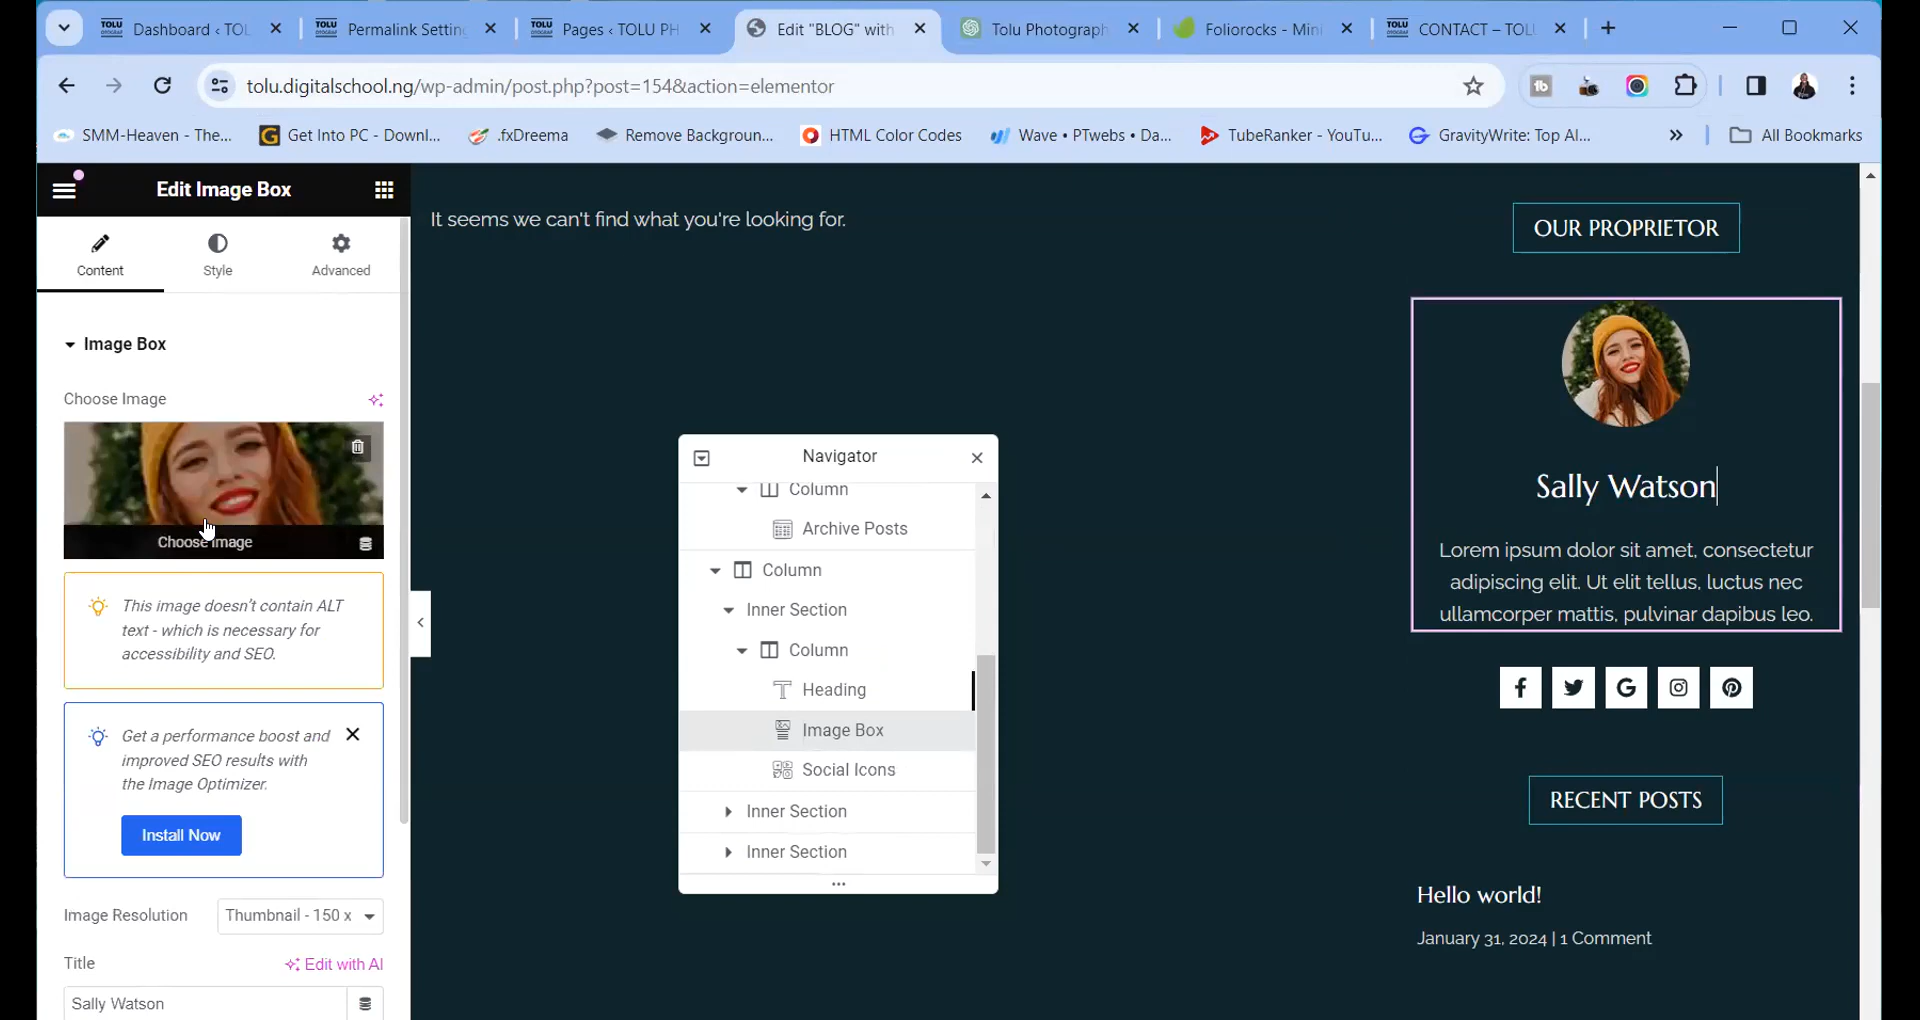 Dashboard ‹ TOL
Permalink Setting
Pages ‹ TOLU PH
Edit "BLOG" with
Tolu Photograph
Foliorocks - Mini
CONTACT – TOL
tolu.digitalschool.ng/wp-admin/post.php?post=154&action=elementor
SMM-Heaven - The...
Get Into PC - Downl...
.fxDreema
Remove Backgroun...
HTML Color Codes
Wave • PTwebs • Da...
TubeRanker - YouTu...
GravityWrite: Top AI...
»
All Bookmarks
Edit Image Box
Content
Style
Advanced
Image Box
Choose Image
Choose Image
This image doesn't contain ALT
text - which is necessary for
accessibility and SEO.
Get a performance boost and
improved SEO results with
the Image Optimizer.
Install Now
Image Resolution
Thumbnail - 150 x
Title
Edit with AI
Sally Watson
It seems we can't find what you're looking for.
Navigator
Column
Archive Posts
Column
Inner Section
Column
Heading
Image Box
Social Icons
Inner Section
Inner Section
OUR PROPRIETOR
Sally Watson
Lorem ipsum dolor sit amet, consectetur
adipiscing elit. Ut elit tellus, luctus nec
ullamcorper mattis, pulvinar dapibus leo.
RECENT POSTS
Hello world!
January 31, 2024 | 1 Comment